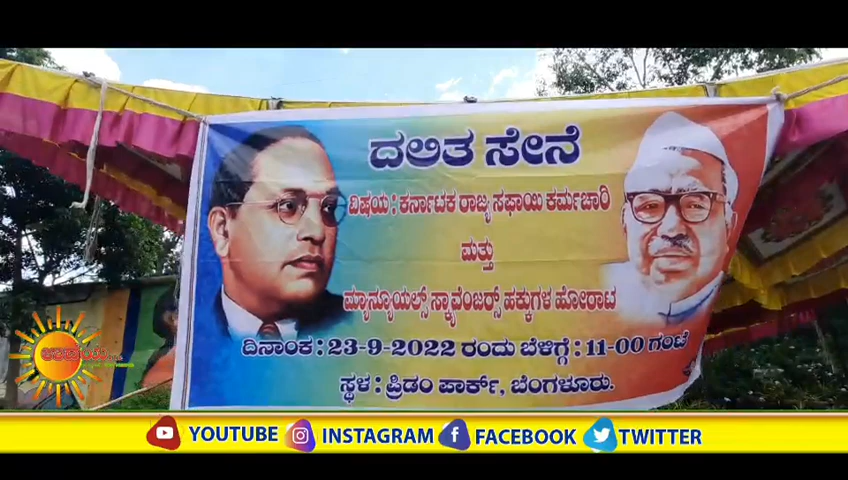 ದಲಿತ ಸೇನೆ
ವಿಷಯ : ಕರ್ನಾಟಕ ರಾಜ್ಯ ಸಫಾಯಿ ಕರ್ಮಚಾರಿ
ಮತ್ತು
ಮ್ಯಾನ್ಯೂಯಲ್ಸ್ ಸ್ಕ್ಯಾವೆಂಜರ್ಸ್ ಹಕ್ಕುಗಳ ಹೋರಾಟ
ದಿನಾಂಕ : 23-9-2022 ರಂದು ಬೆಳಿಗ್ಗೆ : 11-00 ಗಂಟೆ
ಸ್ಥಳ : ಫ್ರೀಡಂ ಪಾರ್ಕ್, ಬೆಂಗಳೂರು.
YOUTUBE INSTAGRAM FACEBOOK TWITTER